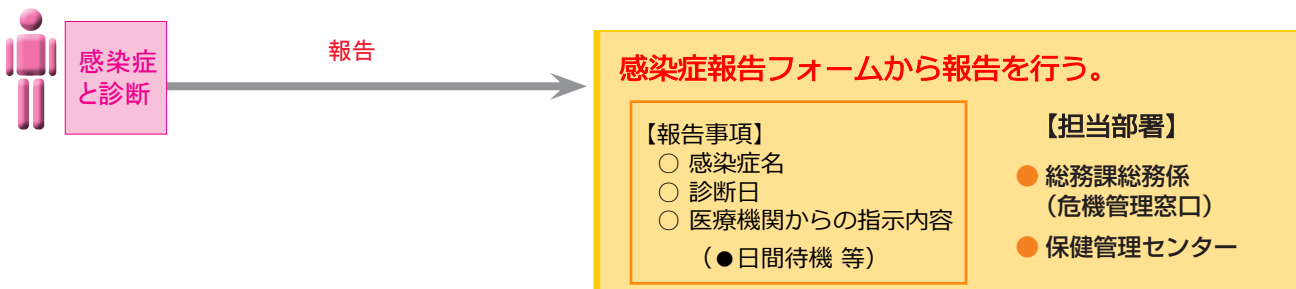 感染症
と診断
報告
感染症報告フォームから報告を行う。
【報告事項】
○ 感染症名
○ 診断日
○ 医療機関からの指示内容
（●日間待機 等）
【担当部署】
● 総務課総務係
（危機管理窓口）
● 保健管理センター